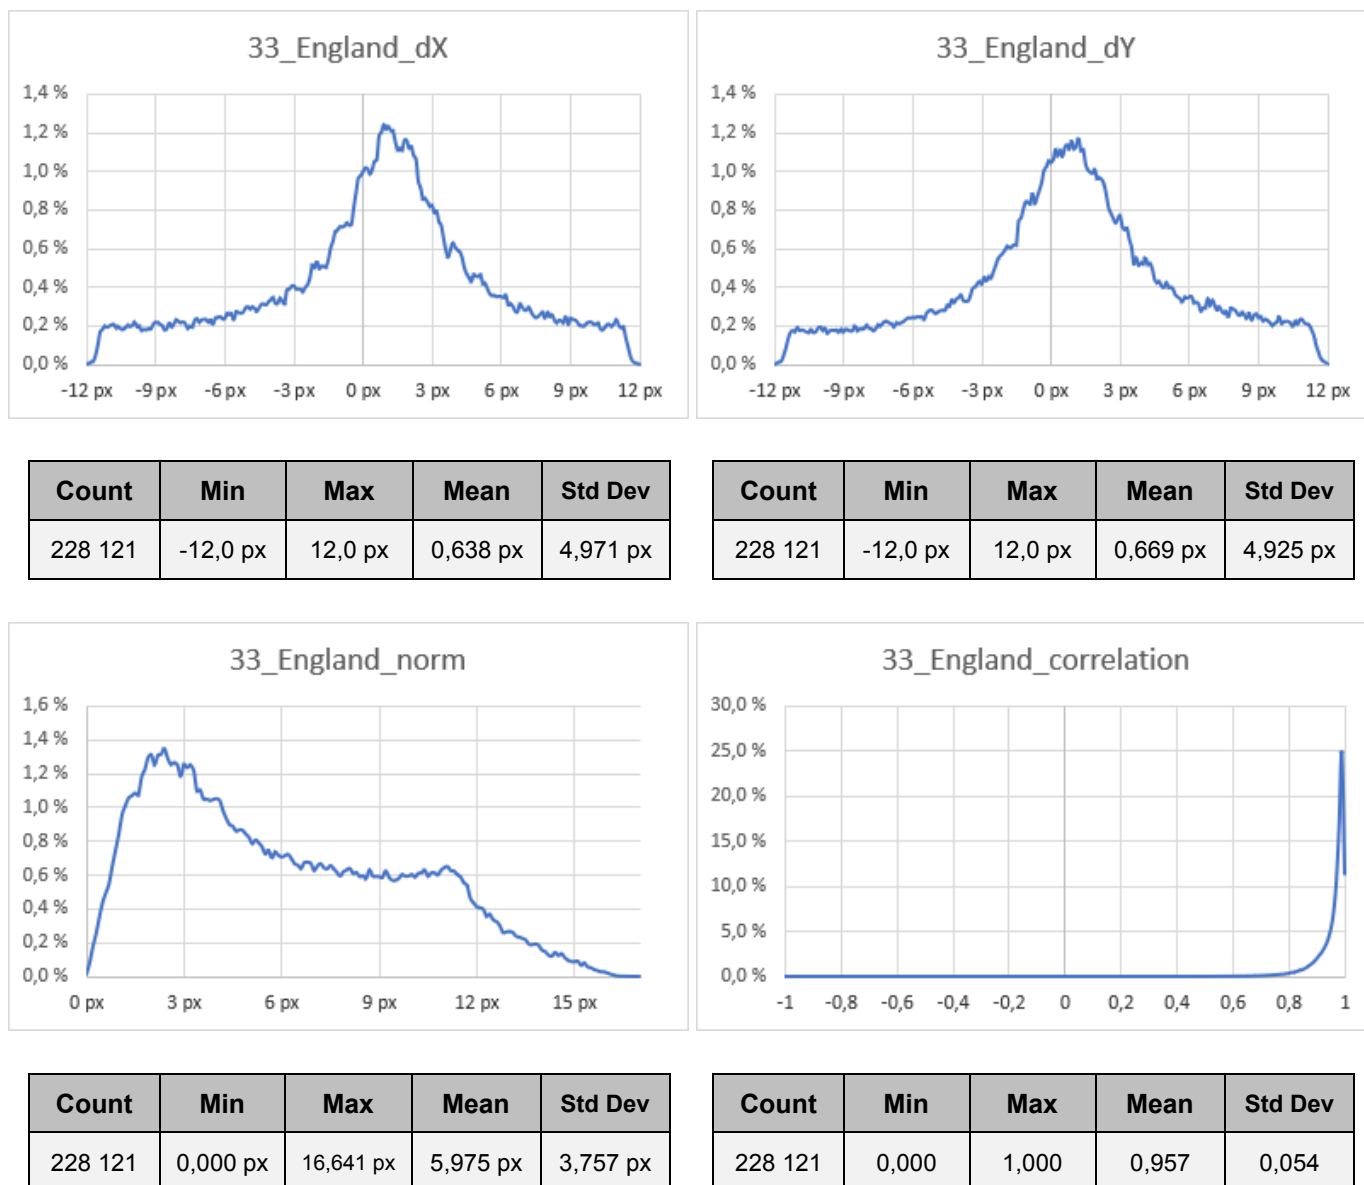 33_England_dX
1,4 %
1,2 %
1,0 %
0,8 %
0,6 %
0,4 %
0,2 %
0,0 %
-12 px -9 px -6 px -3 px 0 px 3 px 6 px 9 px 12 px
33_England_dY
1,4 %
1,2 %
1,0 %
0,8 %
0,6 %
0,4 %
0,2 %
0,0 %
-12 px -9 px -6 px -3 px 0 px 3 px 6 px 9 px 12 px
Count Min Max Mean Std Dev
228 121 -12,0 px 12,0 px 0,638 px 4,971 px
Count Min Max Mean Std Dev
228 121 -12,0 px 12,0 px 0,669 px 4,925 px
33_England_norm
1,6 %
1,4 %
1,2 %
1,0 %
0,8 %
0,6 %
0,4 %
0,2 %
0,0 %
0 px 3 px 6 px 9 px 12 px 15 px
33_England_correlation
30,0 %
25,0 %
20,0 %
15,0 %
10,0 %
5,0 %
0,0 %
-1 -0,8 -0,6 -0,4 -0,2 0 0,2 0,4 0,6 0,8 1
Count Min Max Mean Std Dev
228 121 0,000 px 16,641 px 5,975 px 3,757 px
Count Min Max Mean Std Dev
228 121 0,000 1,000 0,957 0,054